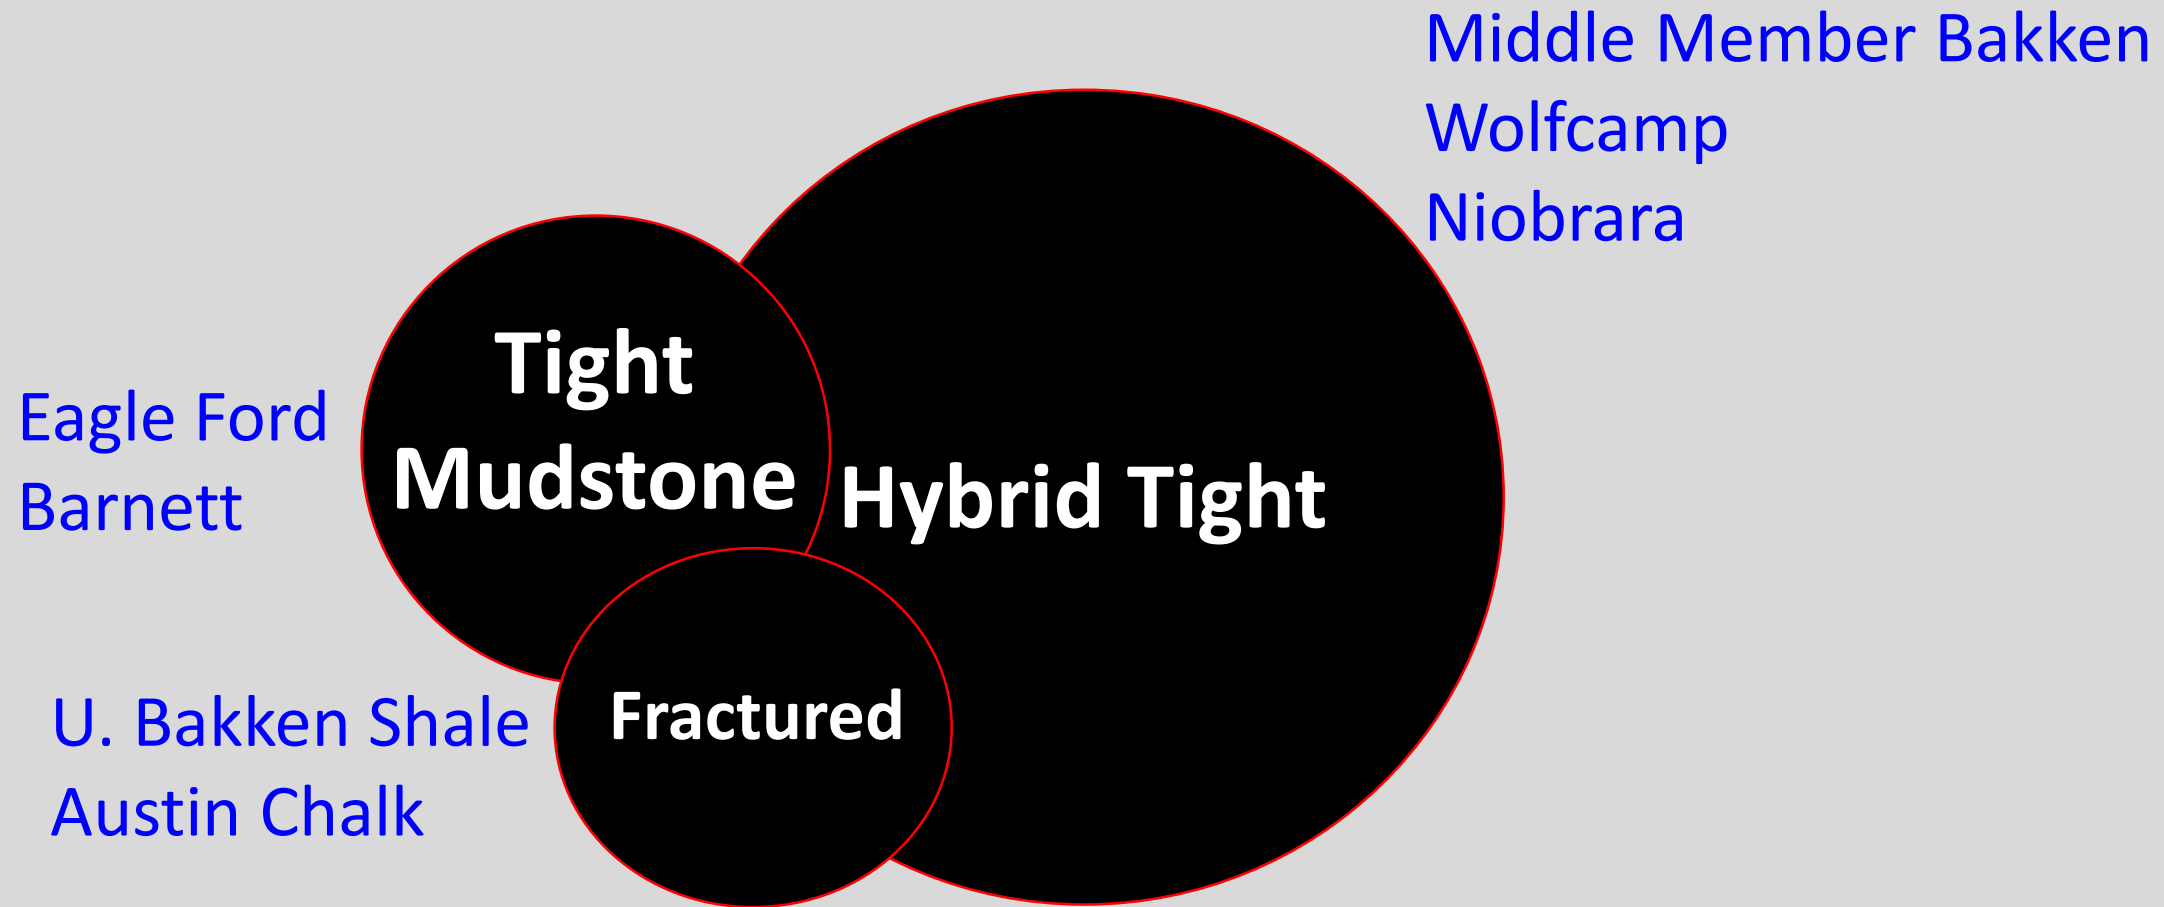 Middle Member Bakken
Wolfcamp
Niobrara
Tight
Mudstone
Hybrid Tight
Eagle Ford
Barnett
Fractured
U. Bakken Shale
Austin Chalk